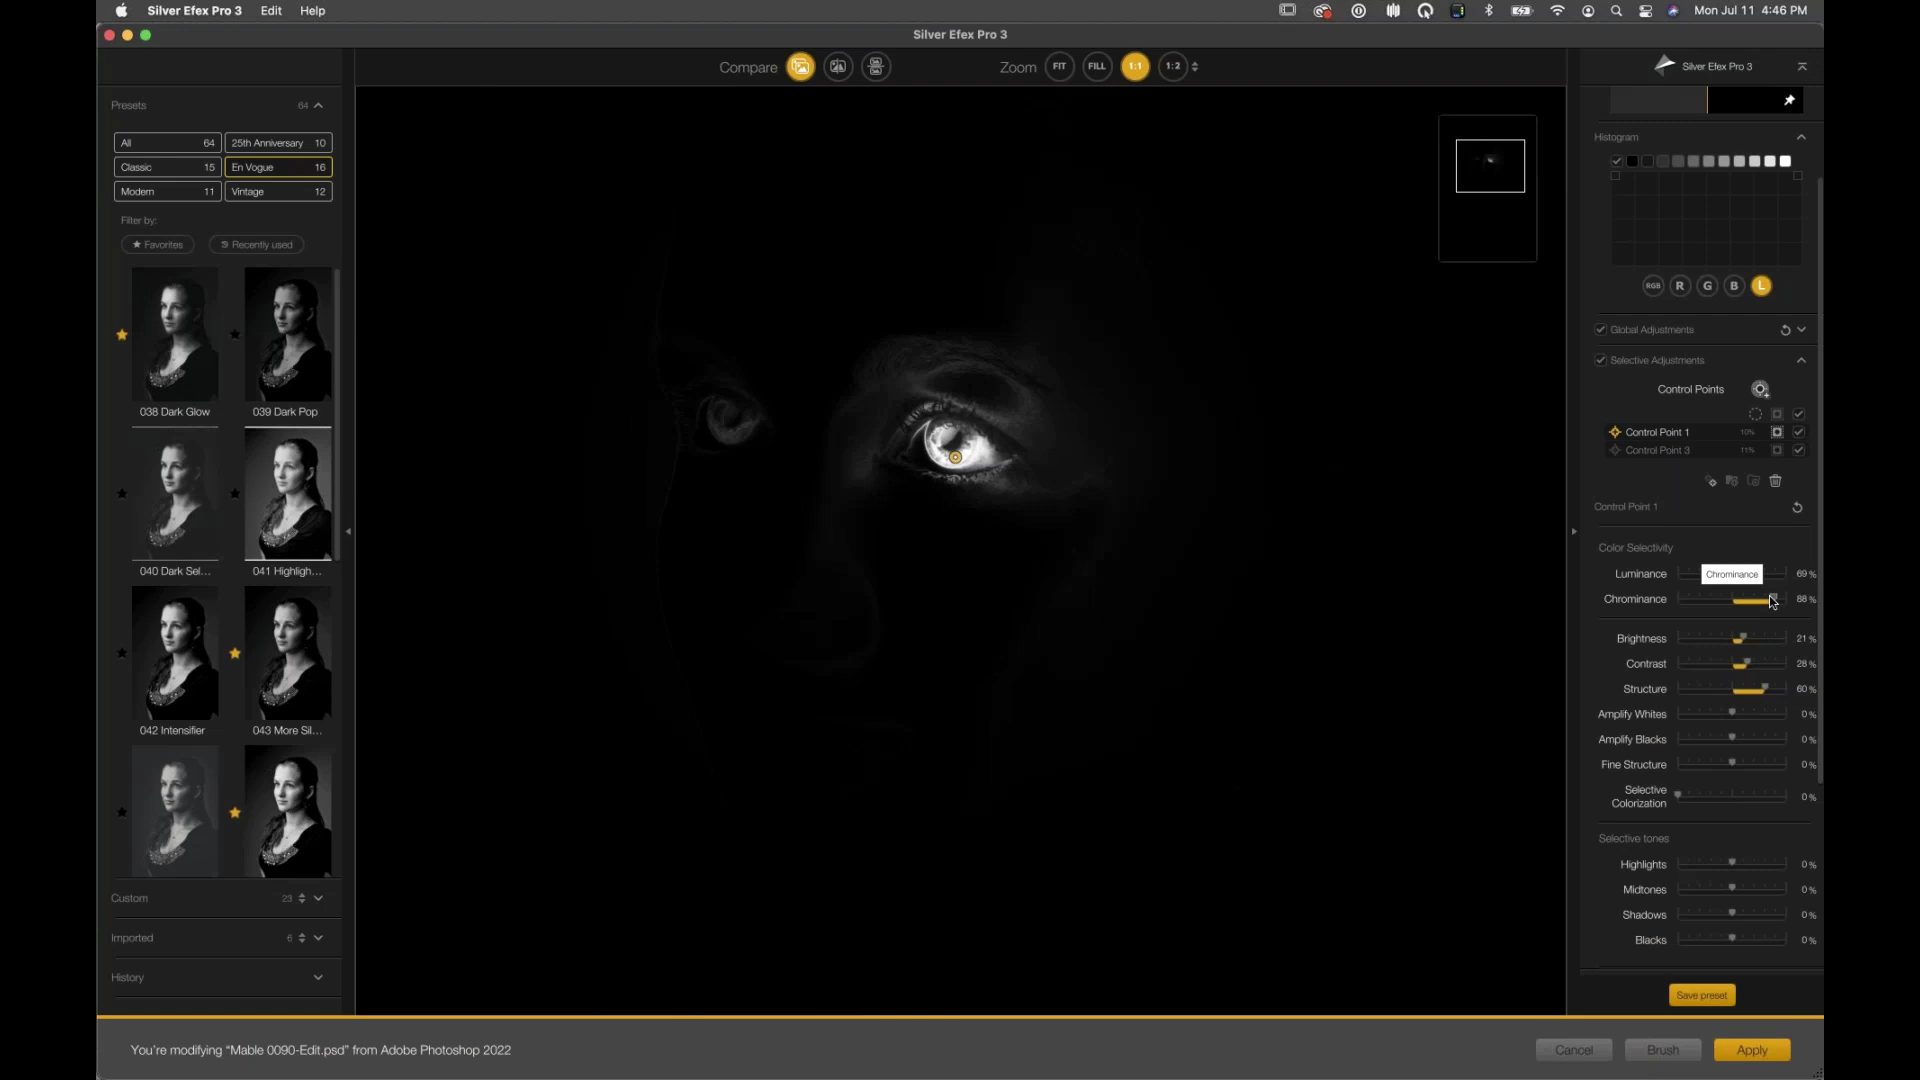 Silver Efex Pro 3 Edit Help
Mon Jul 11 4:46 PM
Silver Efex Pro 3
Compare
Zoom FIT FILL 1:1 1:2
Silver Efex Pro 3
Presets 64
All 64
25th Anniversary 10
Classic 15
En Vogue 16
Modern 11
Vintage 12
Filter by:
Favorites
Recently used
038 Dark Glow
039 Dark Pop
040 Dark Sel...
041 Highligh...
042 Intensifier
043 More Sil...
Custom 23
Imported 6
History
Histogram
RGB R G B L
Global Adjustments
Selective Adjustments
Control Points
Control Point 1 10%
Control Point 3 11%
Control Point 1
Color Selectivity
Luminance 69 %
Chrominance
Chrominance 88 %
Brightness 21 %
Contrast 28 %
Structure 60 %
Amplify Whites 0 %
Amplify Blacks 0 %
Fine Structure 0 %
Selective
Colorization 0 %
Selective tones
Highlights 0 %
Midtones 0 %
Shadows 0 %
Blacks 0 %
Save preset
You're modifying "Mable 0090-Edit.psd" from Adobe Photoshop 2022
Cancel
Brush
Apply